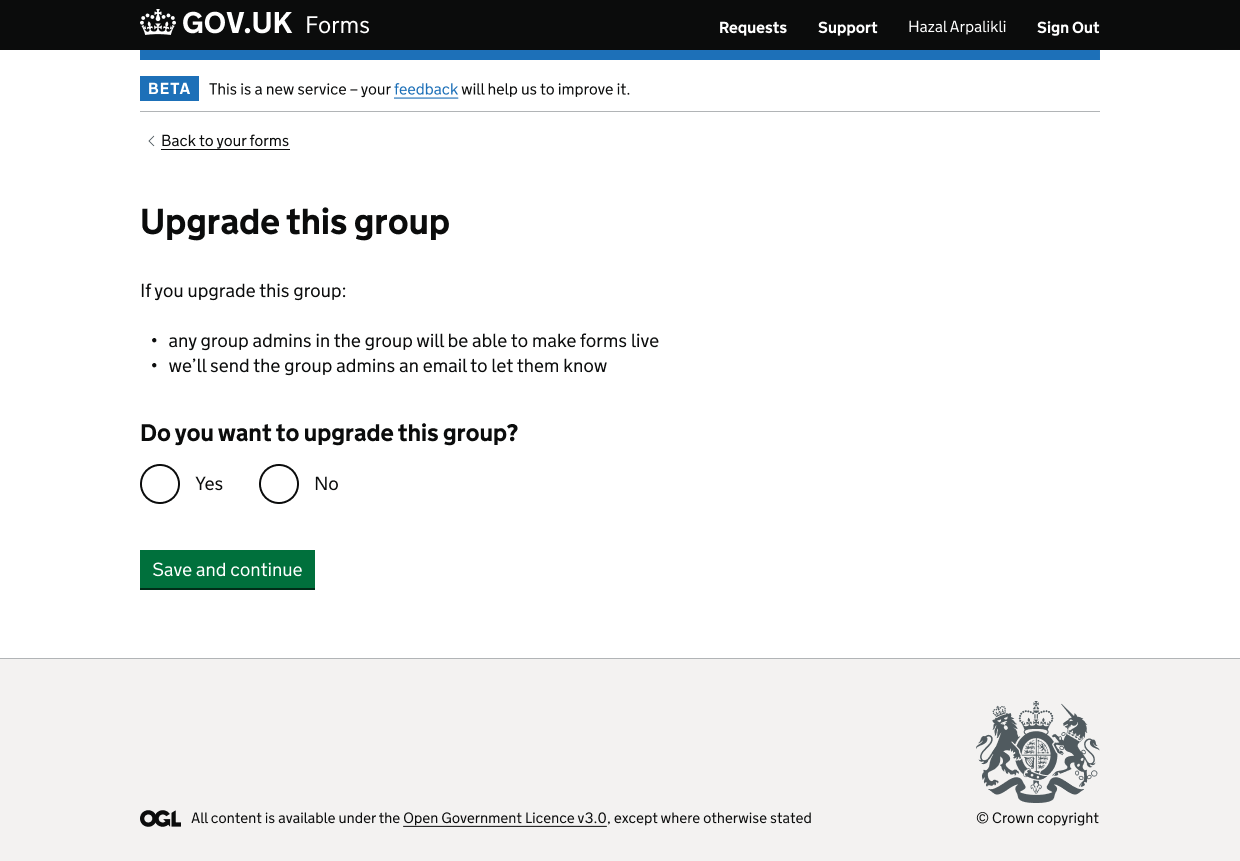 GOV.UK Forms
Requests Support Hazal Arpalikli Sign Out
BETA This is a new service – your feedback will help us to improve it.
Back to your forms
Upgrade this group
If you upgrade this group:
• any group admins in the group will be able to make forms live
• we’ll send the group admins an email to let them know
Do you want to upgrade this group?
Yes No
Save and continue
OGL All content is available under the Open Government Licence v3.0, except where otherwise stated
© Crown copyright